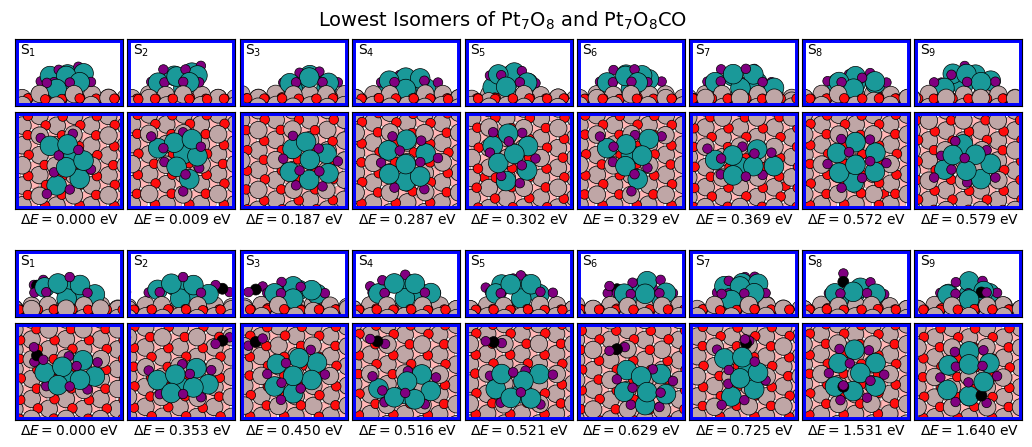 Lowest Isomers of Pt₇O₈ and Pt₇O₈CO
S₁ S₂ S₃ S₄ S₅ S₆ S₇ S₈ S₉
ΔE = 0.000 eV ΔE = 0.009 eV ΔE = 0.187 eV ΔE = 0.287 eV ΔE = 0.302 eV ΔE = 0.329 eV ΔE = 0.369 eV ΔE = 0.572 eV ΔE = 0.579 eV
S₁ S₂ S₃ S₄ S₅ S₆ S₇ S₈ S₉
ΔE = 0.000 eV ΔE = 0.353 eV ΔE = 0.450 eV ΔE = 0.516 eV ΔE = 0.521 eV ΔE = 0.629 eV ΔE = 0.725 eV ΔE = 1.531 eV ΔE = 1.640 eV